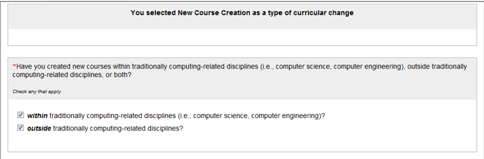 You selected New Course Creation as a type of curricular change
*Have you created new courses within traditionally computing-related disciplines (i.e., computer science, computer engineering), outside traditionally
computing-related disciplines, or both?
Check any that apply
within traditionally computing-related disciplines (i.e., computer science, computer engineering)?
outside traditionally computing-related disciplines?